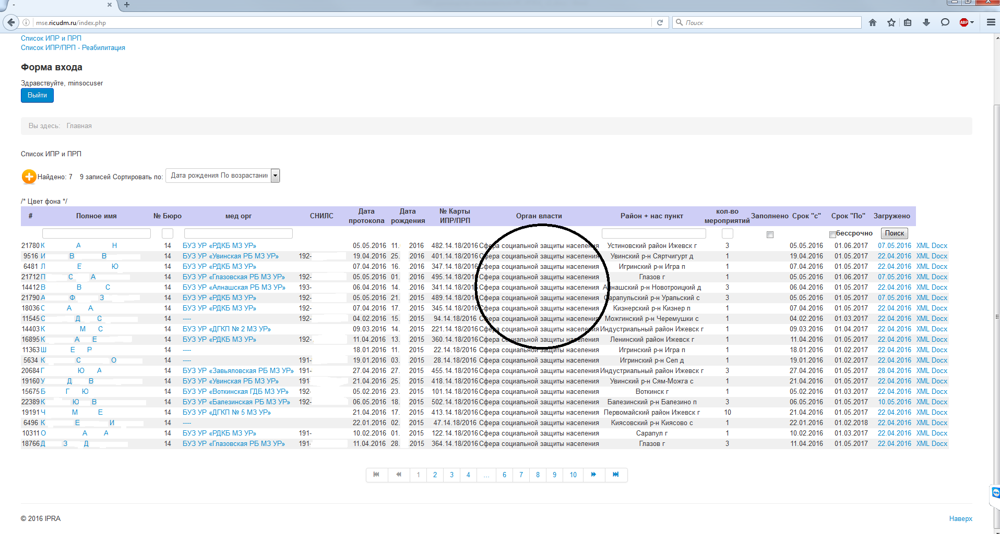 -
mse.ricudm.ru/index.php
Поиск
ABP
Список ИПР и ПРП
Список ИПР/ПРП - Реабилитация
Форма входа
Здравствуйте, minsocuser
Выйти
Вы здесь: Главная
Список ИПР и ПРП
Найдено: 7 9 записей Сортировать по: Дата рождения По возрастани
/* Цвет фона */
# Полное имя № Бюро мед орг СНИЛС Дата протокола Дата рождения № Карты ИПР/ПРП Орган власти Район + нас пункт кол-во мероприятий Заполнено Срок "с" Срок "По" Загружено
бессрочно Поиск
21780 К А Н 14 БУЗ УР «РДКБ МЗ УР» 05.05.2016 11. 2016 482.14.18/2016 Сфера социальной защиты населения Устиновский район Ижевск г 3 05.05.2016 01.06.2017 07.05.2016 XML Docx
9516 И В В 14 БУЗ УР «Увинская РБ МЗ УР» 192- 19.04.2016 25. .2016 401.14.18/2016 Сфера социальной защиты населения Увинский р-н Сяртчигурт д 1 19.04.2016 01.05.2017 22.04.2016 XML Docx
6481 Л Е Ю 14 БУЗ УР «РДКБ МЗ УР» 07.04.2016 16. .2016 347.14.18/2016 Сфера социальной защиты населения Игринский р-н Игра п 1 07.04.2016 01.05.2017 22.04.2016 XML Docx
21712 П С А 14 БУЗ УР «Глазовская РБ МЗ УР» 192- 05.05.2016 01. .2016 495.14.18/2016 Сфера социальной защиты населения Глазов г 1 05.05.2016 01.06.2017 07.05.2016 XML Docx
14412 В В С 14 БУЗ УР «Алнашская РБ МЗ УР» 193- 06.04.2016 14. .2016 341.14.18/2016 Сфера социальной защиты населения Алнашский р-н Новотроицкий д 3 06.04.2016 01.05.2017 22.04.2016 XML Docx
21790 А Ф З 14 БУЗ УР «РДКБ МЗ УР» 192- 05.05.2016 21. .2015 489.14.18/2016 Сфера социальной защиты населения Сарапульский р-н Уральский с 3 05.05.2016 01.05.2017 07.05.2016 XML Docx
18036 С А А 14 БУЗ УР «РДКБ МЗ УР» 192- 07.04.2016 17. .2015 345.14.18/2016 Сфера социальной защиты населения Кизнерский р-н Кизнер п 1 07.04.2016 01.05.2017 22.04.2016 XML Docx
11545 С Д С 14 ---- 192- 04.02.2016 15. .2015 94.14.18/2016 Сфера социальной защиты населения Можгинский р-н Черемушки с 1 04.02.2016 01.03.2017 22.04.2016 XML Docx
14403 К М С 14 БУЗ УР «ДГКП № 2 МЗ УР» 09.03.2016 14. .2015 221.14.18/2016 Сфера социальной защиты населения Индустриальный район Ижевск г 1 09.03.2016 01.04.2017 22.04.2016 XML Docx
16895 К А Е 14 БУЗ УР «РДКБ МЗ УР» 192- 11.04.2016 13. .2015 360.14.18/2016 Сфера социальной защиты населения Ленинский район Ижевск г 1 11.04.2016 01.05.2017 22.04.2016 XML Docx
11363 Ш Е Р 14 ---- 18.01.2016 11. .2015 22.14.18/2016 Сфера социальной защиты населения Игринский р-н Игра п 1 18.01.2016 01.02.2017 22.04.2016 XML Docx
5634 К С О 14 ---- 191- 19.01.2016 03. .2015 28.14.18/2016 Сфера социальной защиты населения Игринский р-н Сеп д 1 19.01.2016 01.02.2017 22.04.2016 XML Docx
20684 Г Ю А 14 БУЗ УР «Завьяловская РБ МЗ УР» 191- 27.04.2016 27. .2015 455.14.18/2016 Сфера социальной защиты населения Индустриальный район Ижевск г 3 27.04.2016 01.05.2017 28.04.2016 XML Docx
19160 У Д В 14 БУЗ УР «Увинская РБ МЗ УР» 191- 21.04.2016 25. .2015 418.14.18/2016 Сфера социальной защиты населения Увинский р-н Сям-Можга с 1 21.04.2016 01.05.2017 22.04.2016 XML Docx
15675 Б Г Ю 14 БУЗ УР «Воткинская ГДБ МЗ УР» 192- 05.02.2016 23. .2015 101.14.18/2016 Сфера социальной защиты населения Воткинск г 1 05.02.2016 01.03.2017 22.04.2016 XML Docx
22389 К Ю В 14 БУЗ УР «Балезинская РБ МЗ УР» 192- 06.05.2016 18. .2015 502.14.18/2016 Сфера социальной защиты населения Балезинский р-н Балезино п 3 06.05.2016 01.05.2017 10.05.2016 XML Docx
19191 Ч М Е 14 БУЗ УР «ДГКП № 5 МЗ УР» 21.04.2016 17. .2015 413.14.18/2016 Сфера социальной защиты населения Первомайский район Ижевск г 10 21.04.2016 01.05.2017 22.04.2016 XML Docx
6496 К Е И 14 ---- 22.01.2016 02. .2015 47.14.18/2016 Сфера социальной защиты населения Киясовский р-н Киясово с 1 22.01.2016 01.02.2018 22.04.2016 XML Docx
10311 О А А 14 БУЗ УР «РДКБ МЗ УР» 191- 10.02.2016 01. .2015 122.14.18/2016 Сфера социальной защиты населения Сарапул г 1 10.02.2016 01.03.2017 22.04.2016 XML Docx
18766 Д З Д 14 БУЗ УР «Глазовская РБ МЗ УР» 191- 11.04.2016 28. .2015 364.14.18/2016 Сфера социальной защиты населения Глазов г 3 11.04.2016 01.05.2017 22.04.2016 XML Docx
1 2 3 4 ... 6 7 8 9 10
© 2016 IPRA Наверх